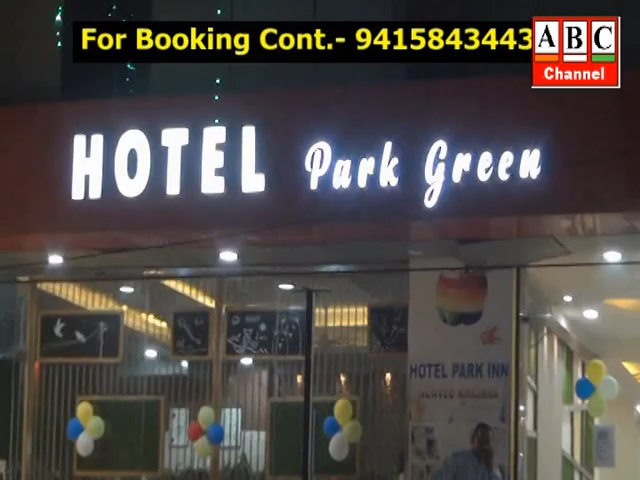 For Booking Cont.- 9415843443
ABC
Channel
HOTEL Park Green
HOTEL PARK INN